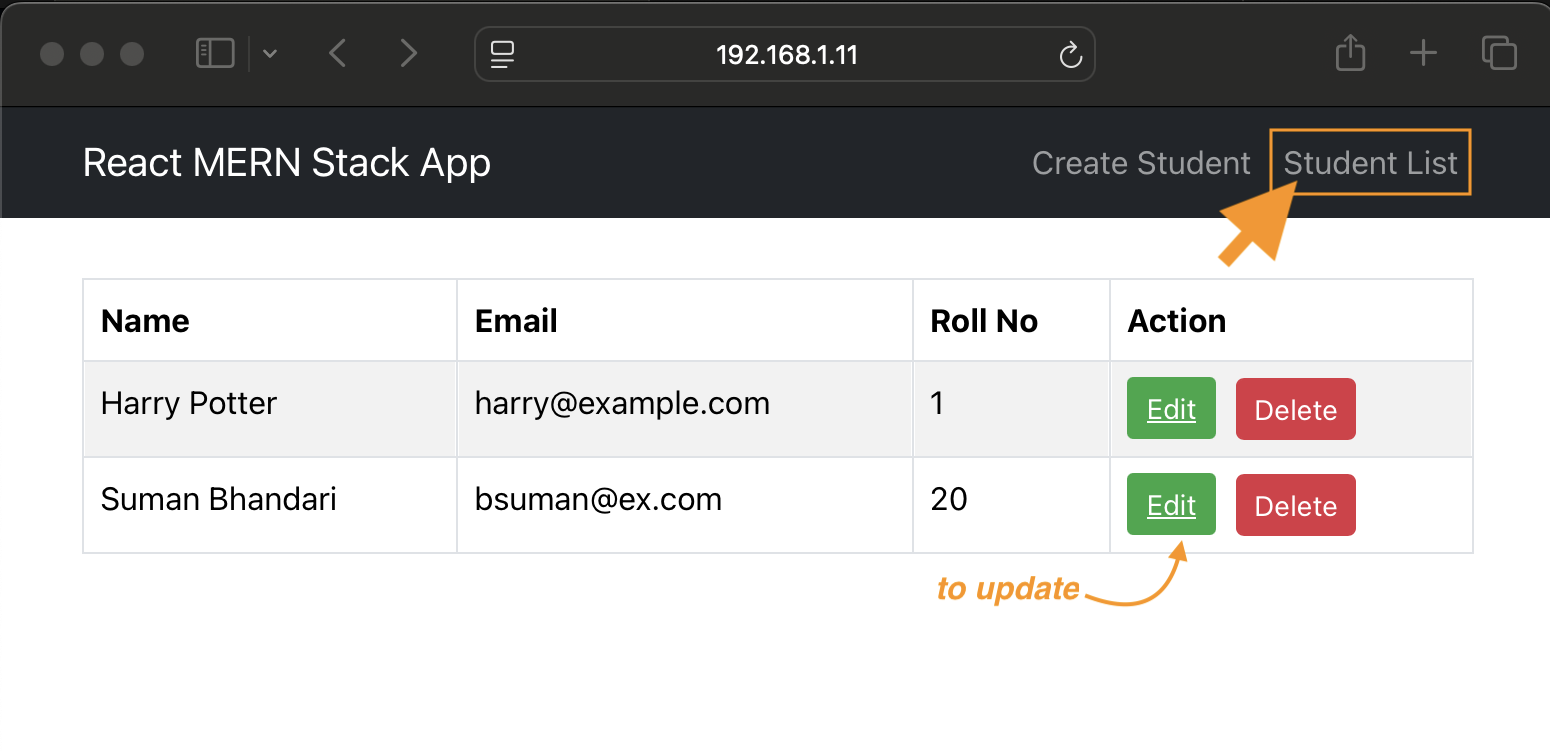 192.168.1.11
React MERN Stack App Create Student Student List
Name Email Roll No Action
Harry Potter harry@example.com 1 Edit Delete
Suman Bhandari bsuman@ex.com 20 Edit Delete
to update